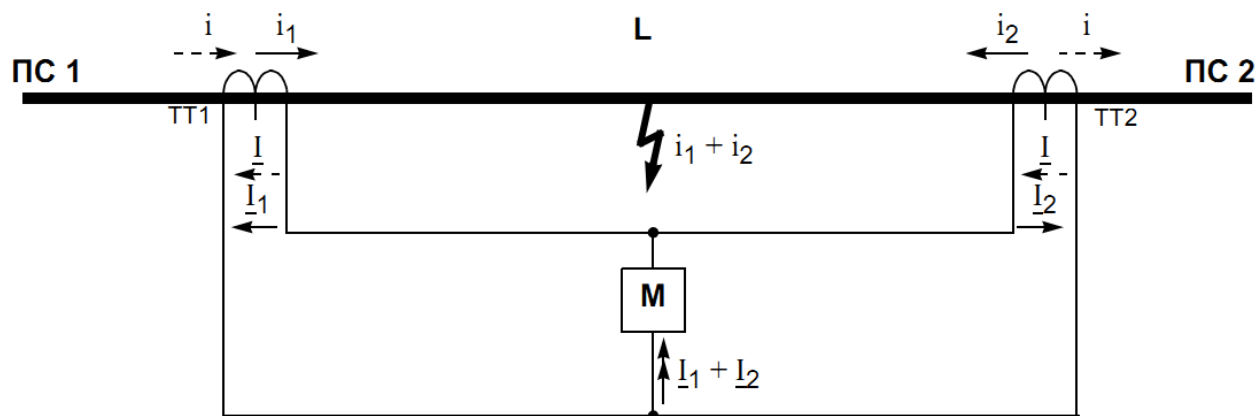 i i₁ L i₂ i
ПС 1 ПС 2
ТТ1 ТТ2
i₁ + i₂
I I
I₁ I₂
М
I₁ + I₂